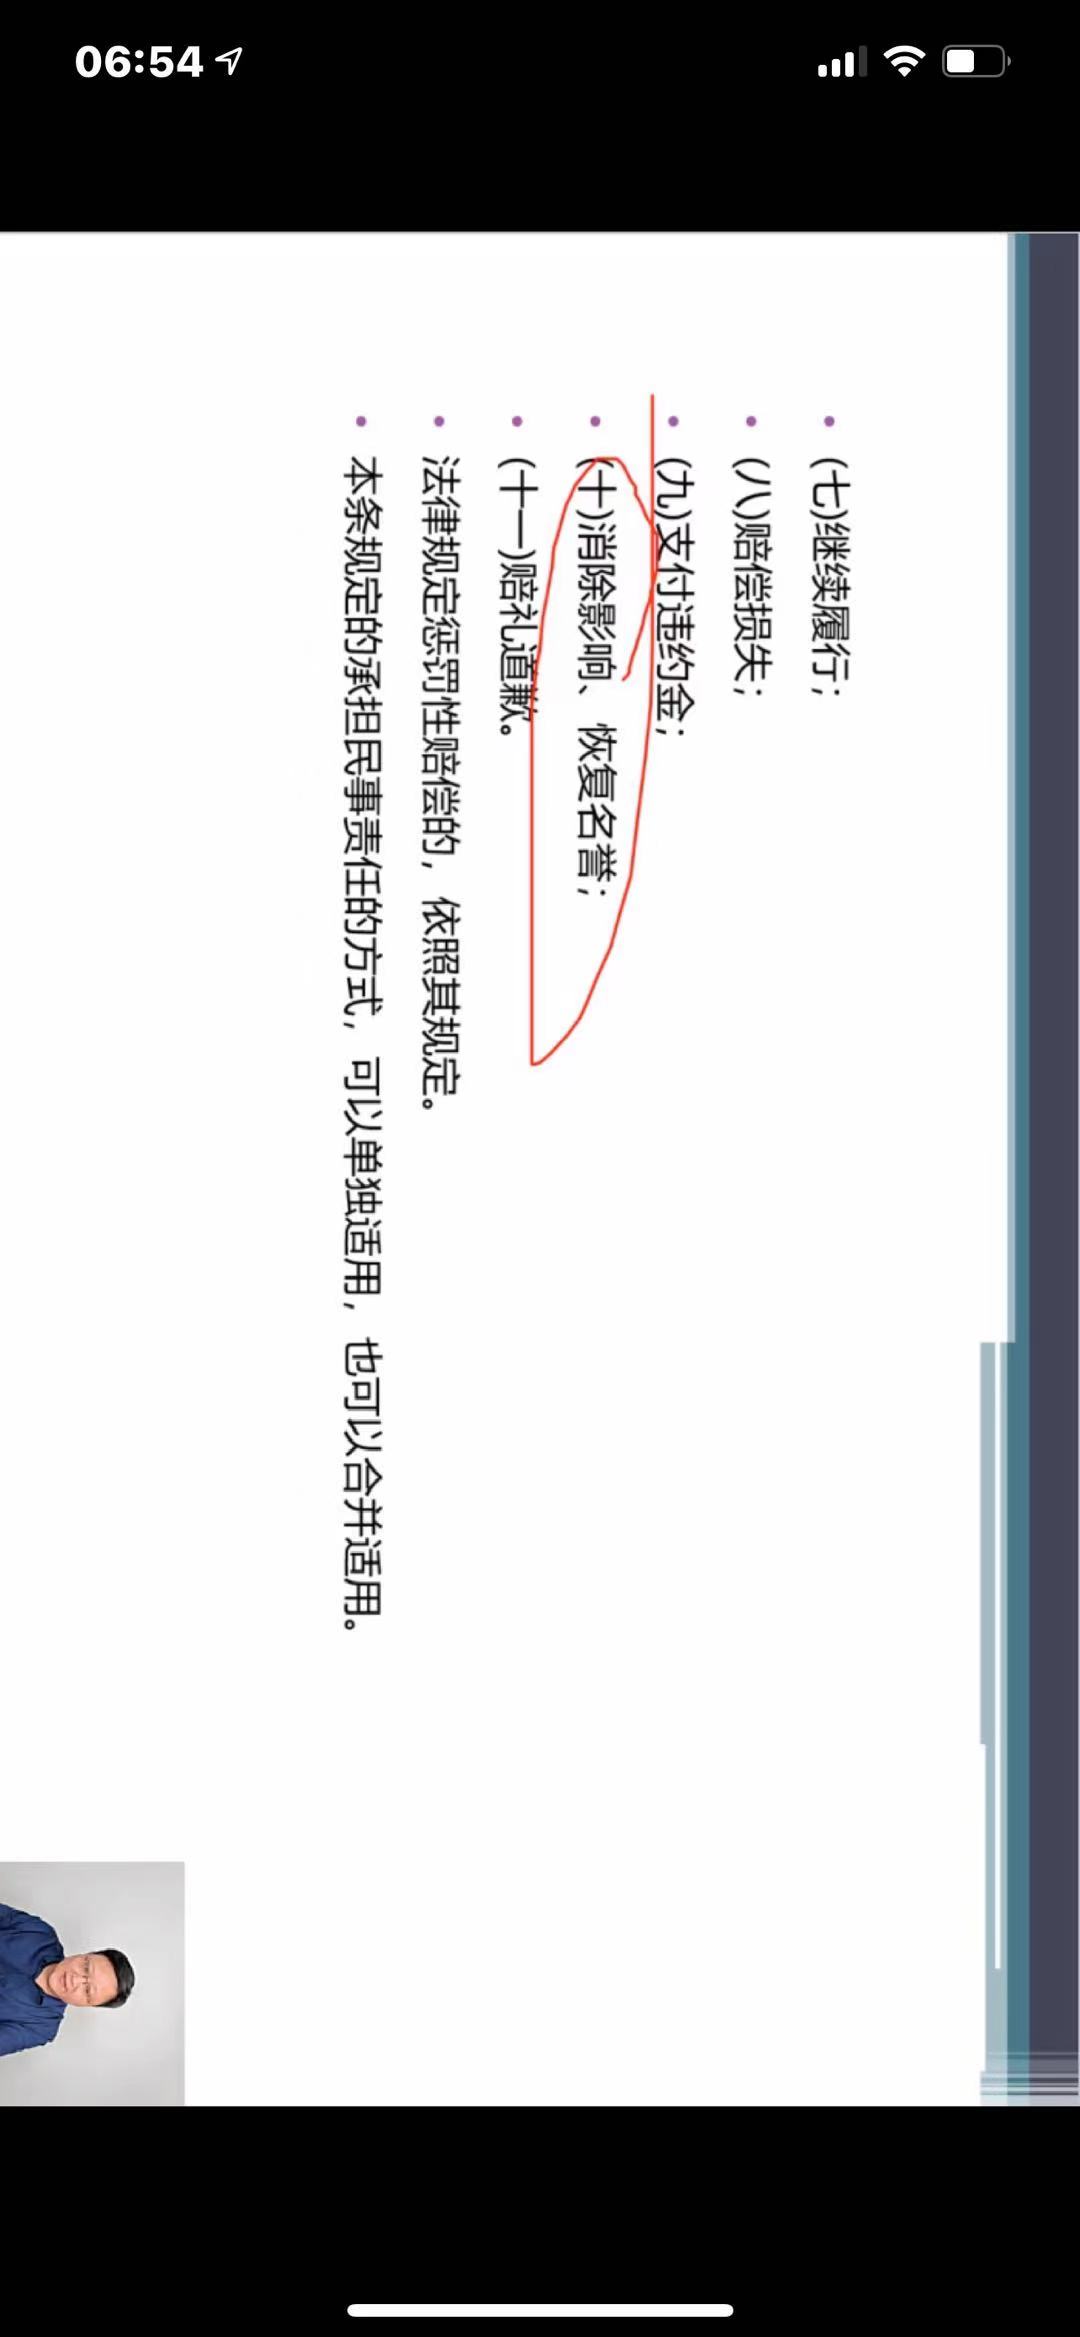 06:54
(七)继续履行；
(八)赔偿损失；
(九)支付违约金；
(十)消除影响、恢复名誉；
(十一)赔礼道歉。
法律规定惩罚性赔偿的，依照其规定。
本条规定的承担民事责任的方式，可以单独适用，也可以合并适用。